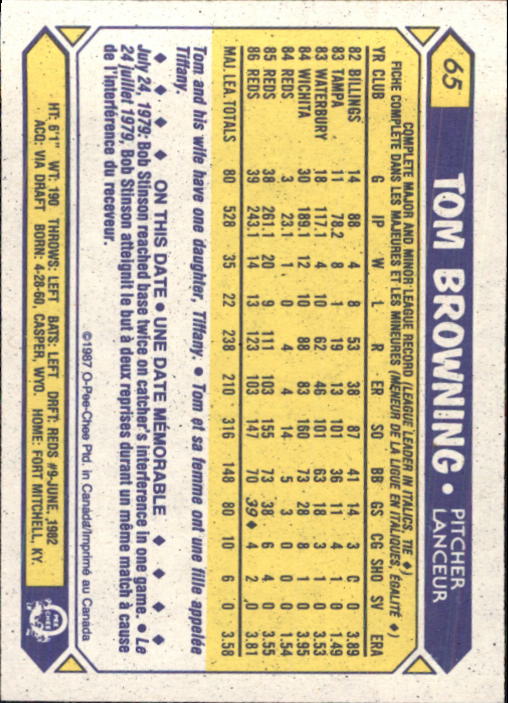 65
TOM BROWNING • PITCHER
LANCEUR
COMPLETE MAJOR AND MINOR LEAGUE RECORD (LEAGUE LEADER IN ITALICS, TIE ♦)
FICHE COMPLÈTE DANS LES MAJEURES ET LES MINEURES (MENEUR DE LA LIGUE EN ITALIQUES, ÉGALITÉ ♦)
YR CLUB G IP W L R ER SO BB GS CG SHO SV ERA
82 BILLINGS 14 88 4 8 53 38 87 41 14 3 0 0 3.89
83 TAMPA 11 78.2 8 1 19 13 101 36 11 4 1 0 1.49
83 WATERBURY 18 117.1 4 10 62 46 101 63 18 3 1 0 3.53
84 WICHITA 30 189.1 12 10 88 83 160 73 28 8 1 0 3.95
84 REDS 3 23.1 1 0 4 4 14 5 3 0 0 0 1.54
85 REDS 38 261.1 20 9 111 103 155 73 38 6 4 0 3.55
86 REDS 39 243.1 14 13 123 103 147 70 39♦ 4 2 0 3.81
MAJ. LEA. TOTALS 80 528 35 22 238 210 316 148 80 10 6 0 3.58
Tom and his wife have one daughter, Tiffany. • Tom et sa femme ont une fille appelée
Tiffany.
♦ ♦ ♦ ♦ ON THIS DATE • UNE DATE MÉMORABLE ♦ ♦ ♦ ♦
July 24, 1979: Bob Stinson reached base twice on catcher's interference in one game. • Le
24 juillet 1979, Bob Stinson atteignit le but à deux reprises durant un même match à cause
de l'interférence du receveur.
©1987 O-Pee-Chee Ptd. in Canada/Imprimé au Canada
HT: 6'1" WT: 190 THROWS: LEFT BATS: LEFT DRFT: REDS #9-JUNE, 1982
ACQ: VIA DRAFT BORN: 4-28-60, CASPER, WYO. HOME: FORT MITCHELL, KY.
O PEE CHEE